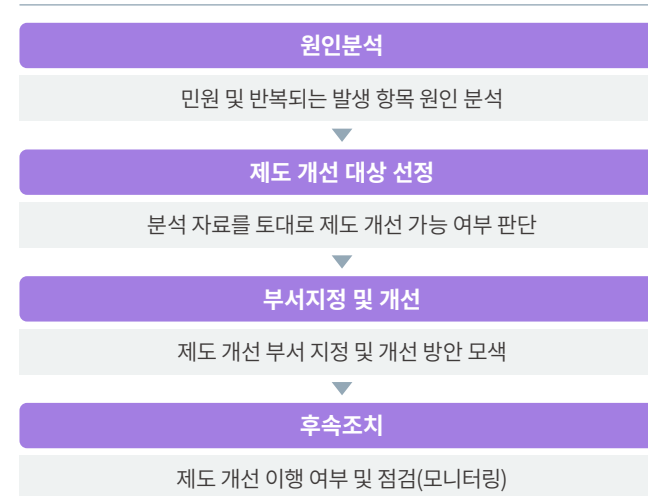 원인분석
민원 및 반복되는 발생 항목 원인 분석
제도 개선 대상 선정
분석 자료를 토대로 제도 개선 가능 여부 판단
부서지정 및 개선
제도 개선 부서 지정 및 개선 방안 모색
후속조치
제도 개선 이행 여부 및 점검(모니터링)